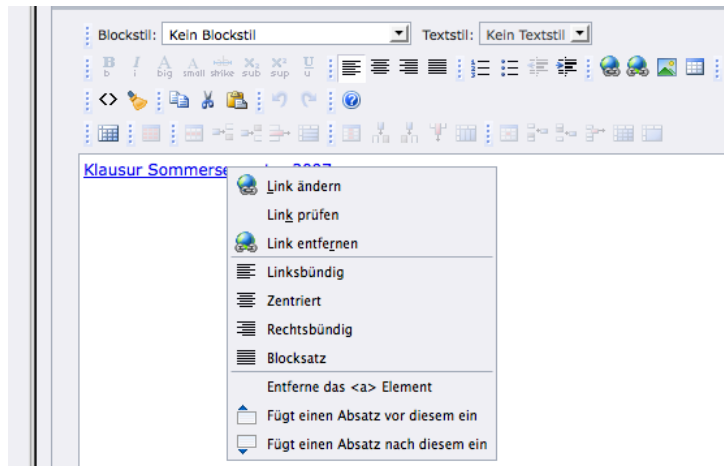 Blockstil: Kein Blockstil Textstil: Kein Textstil
B I A A abc X₂ X² U
b i big small strike sub sup u
Klausur Sommerse 2007
Link ändern
Link prüfen
Link entfernen
Linksbündig
Zentriert
Rechtsbündig
Blocksatz
Entferne das <a> Element
Fügt einen Absatz vor diesem ein
Fügt einen Absatz nach diesem ein